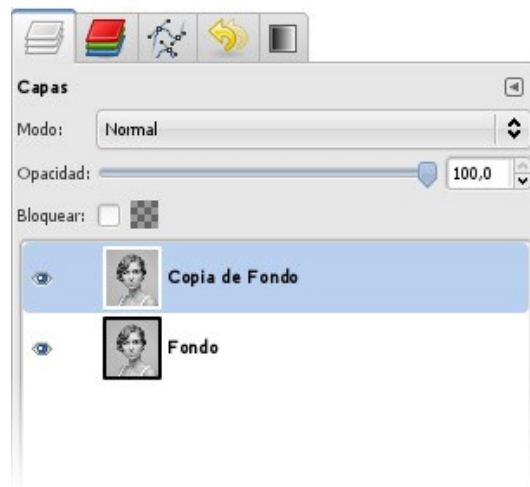 Capas
Modo: Normal
Opacidad: 100,0
Bloquear:
Copia de Fondo
Fondo